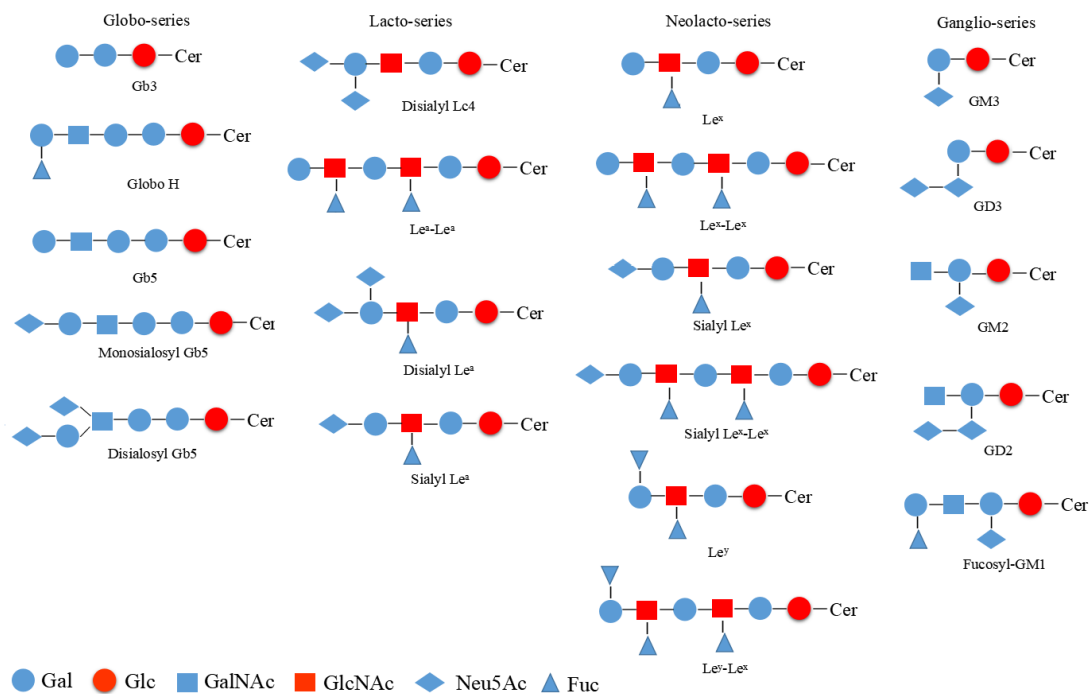 Globo-series
Cer
Gb3
Cer
Globo H
Cer
Gb5
Cer
Monosialosyl Gb5
Cer
Disialosyl Gb5
Lacto-series
Cer
Disialyl Lc4
Cer
Leᵃ-Leᵃ
Cer
Disialyl Leᵃ
Cer
Sialyl Leᵃ
Neolacto-series
Cer
Leˣ
Cer
Leˣ-Leˣ
Cer
Sialyl Leˣ
Cer
Sialyl Leˣ-Leˣ
Cer
Leʸ
Cer
Leʸ-Leˣ
Ganglio-series
Cer
GM3
Cer
GD3
Cer
GM2
Cer
GD2
Cer
Fucosyl-GM1
Gal Glc GalNAc GlcNAc Neu5Ac Fuc